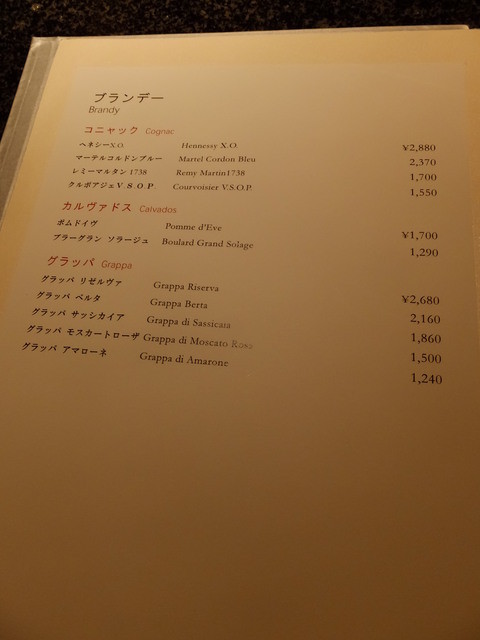 ブランデー
Brandy
コニャック Cognac
ヘネシーX.O. Hennessy X.O. ¥2,880
マーテルコルドンブルー Martel Cordon Bleu 2,370
レミーマルタン 1738 Remy Martin1738 1,700
クルボアジェV.S.O.P. Courvoisier V.S.O.P. 1,550
カルヴァドス Calvados
ポムドイヴ Pomme d'Eve ¥1,700
ブラーグラン ソラージュ Boulard Grand Solage 1,290
グラッパ Grappa
グラッパ リゼルヴァ Grappa Riserva ¥2,680
グラッパ ベルタ Grappa Berta 2,160
グラッパ サッシカイア Grappa di Sassicaia 1,860
グラッパ モスカートローザ Grappa di Moscato Rosa 1,500
グラッパ アマローネ Grappa di Amarone 1,240